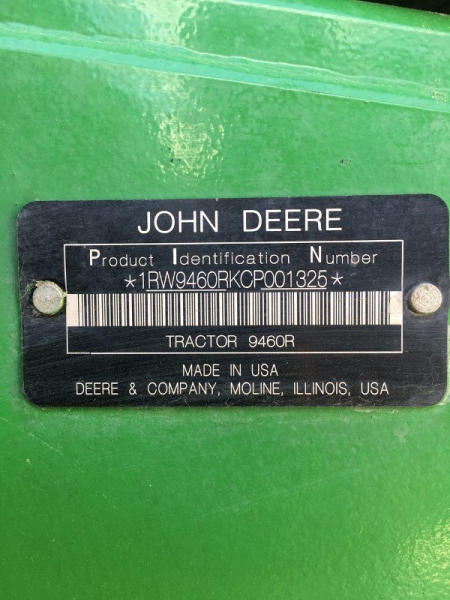 JOHN DEERE
Product Identification Number
*1RW9460RKCP001325*
TRACTOR 9460R
MADE IN USA
DEERE & COMPANY, MOLINE, ILLINOIS, USA